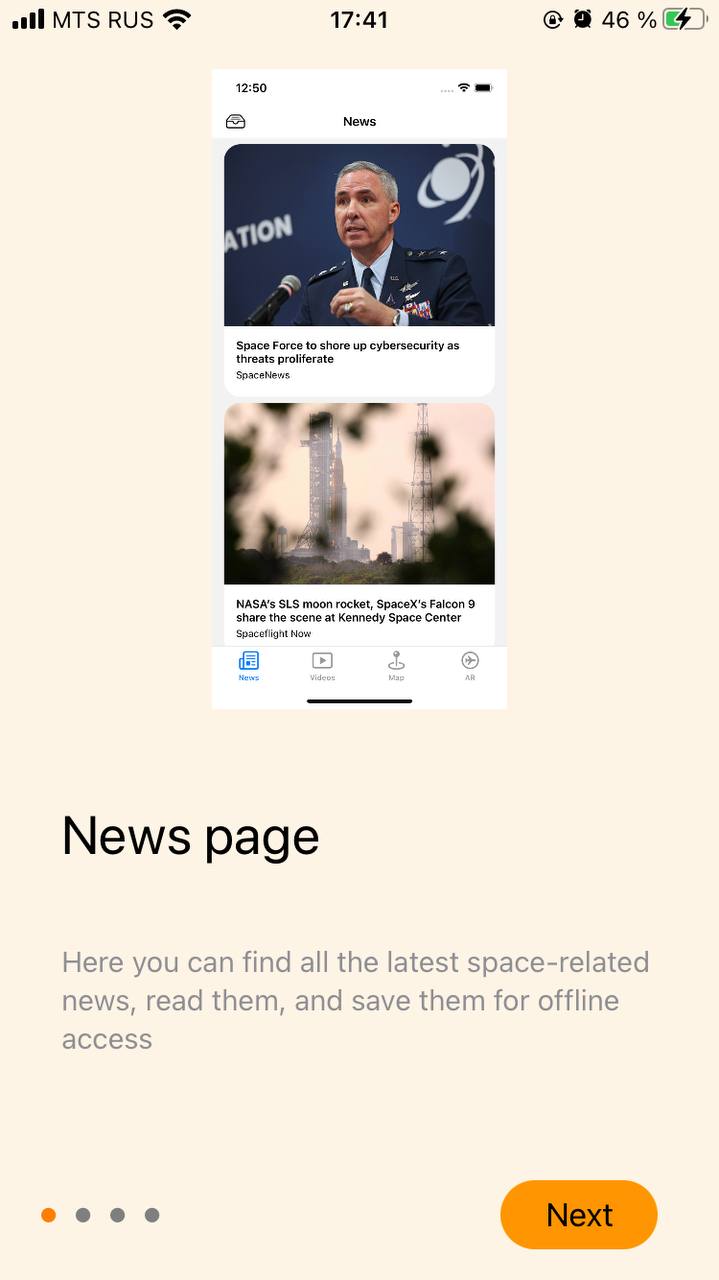 MTS RUS 17:41 46 %
12:50
News
ATION
Space Force to shore up cybersecurity as
threats proliferate
SpaceNews
NASA's SLS moon rocket, SpaceX's Falcon 9
share the scene at Kennedy Space Center
Spaceflight Now
News Videos Map AR
News page
Here you can find all the latest space-related
news, read them, and save them for offline
access
Next